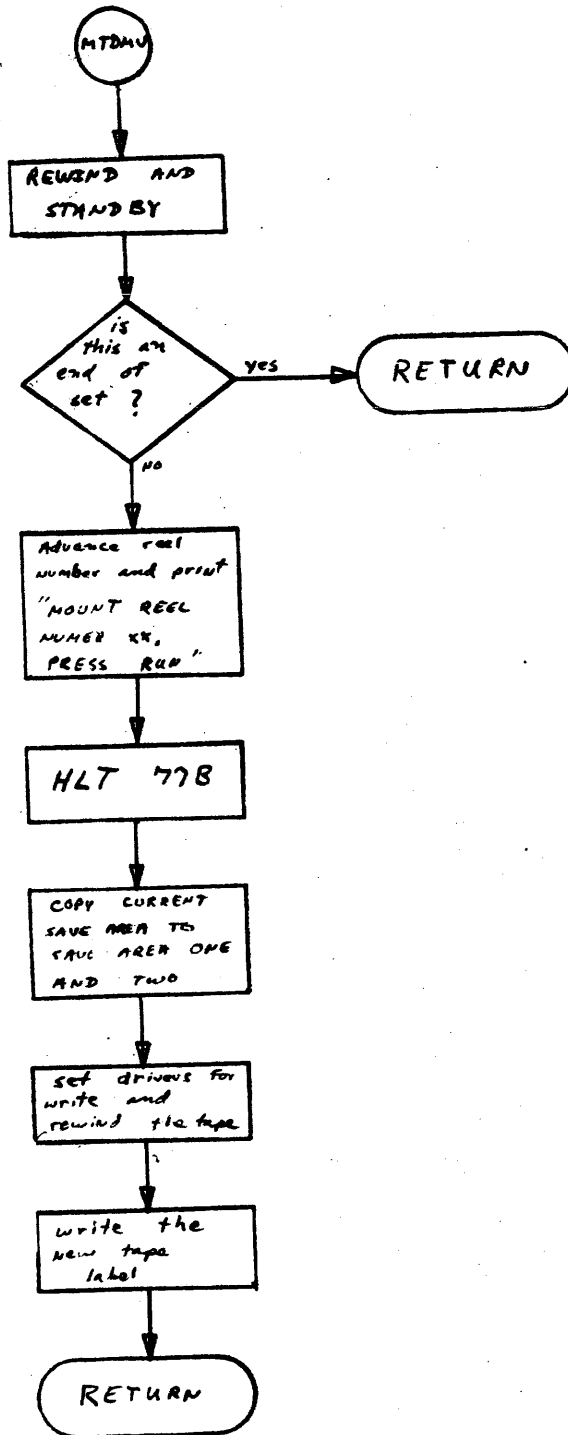 MTDMV
REWIND AND
STANDBY
is
this an
end of
set ?
yes
RETURN
NO
Advance reel
number and print
"MOUNT REEL
NUMER XX.
PRESS RUN"
HLT 77B
COPY CURRENT
SAVE AREA TO
SAVE AREA ONE
AND TWO
set drivers for
write and
rewind the tape
write the
new tape
label
RETURN